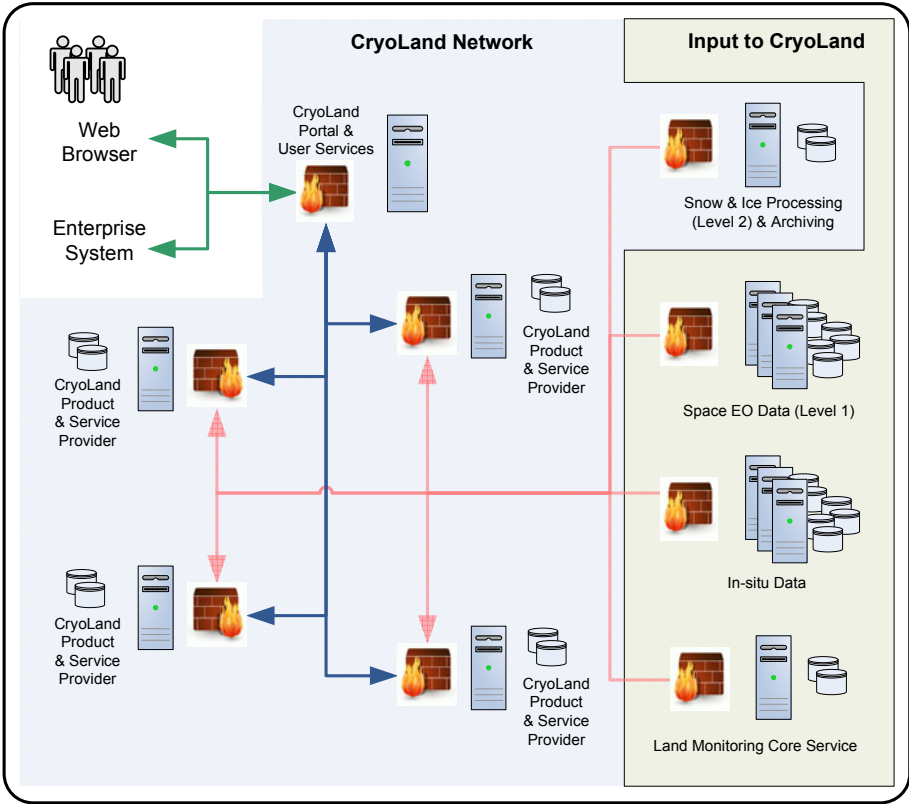 CryoLand Network
Input to CryoLand
Web
Browser
Enterprise
System
CryoLand
Portal &
User Services
Snow & Ice Processing
(Level 2) & Archiving
CryoLand
Product
& Service
Provider
CryoLand
Product
& Service
Provider
Space EO Data (Level 1)
In-situ Data
CryoLand
Product
& Service
Provider
CryoLand
Product
& Service
Provider
Land Monitoring Core Service